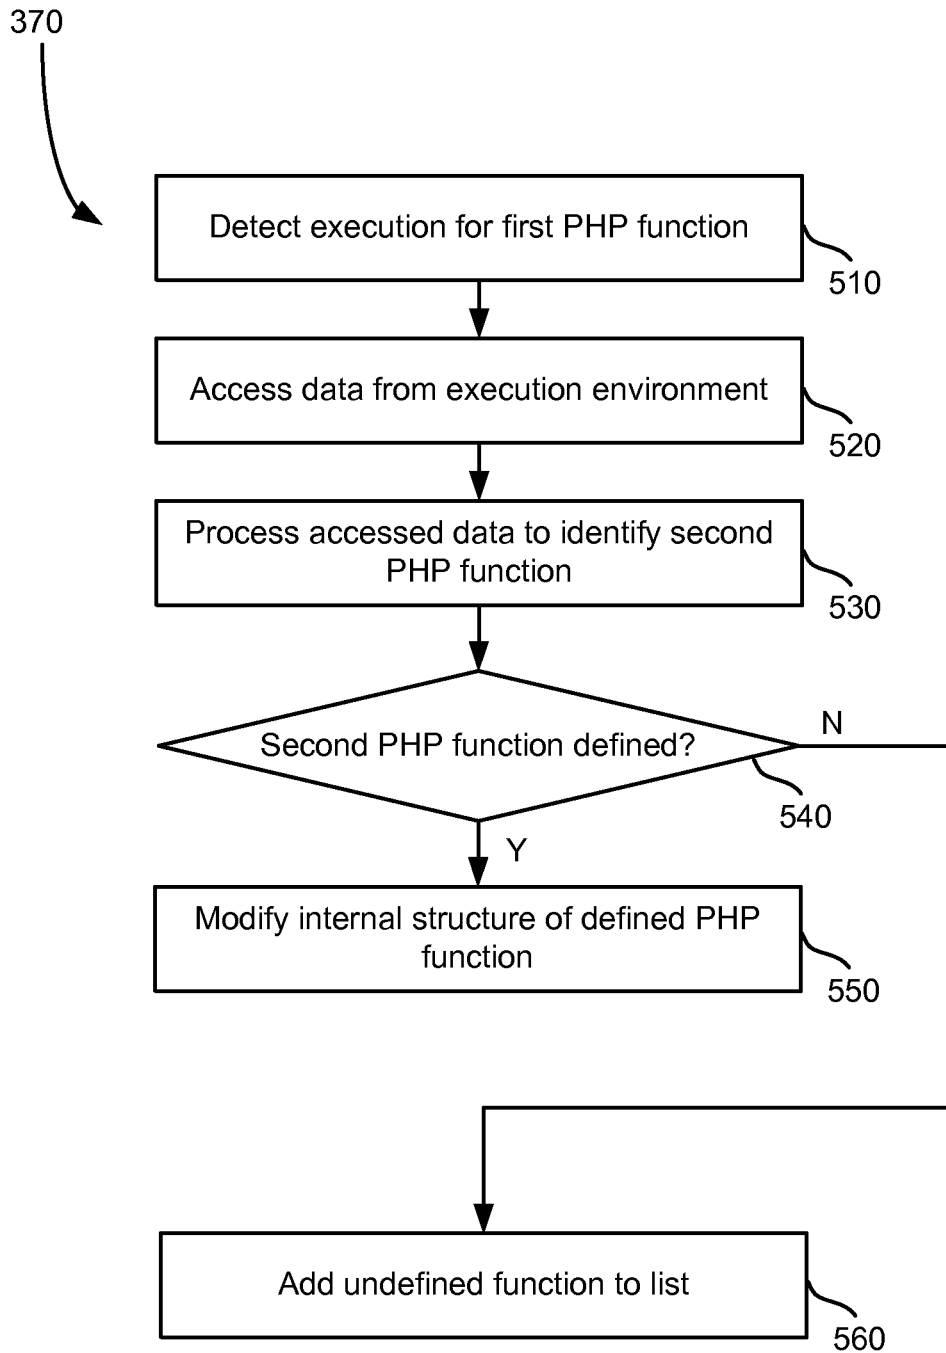 370
Detect execution for first PHP function
510
Access data from execution environment
520
Process accessed data to identify second
PHP function
530
Second PHP function defined?
N
540
Y
Modify internal structure of defined PHP
function
550
Add undefined function to list
560